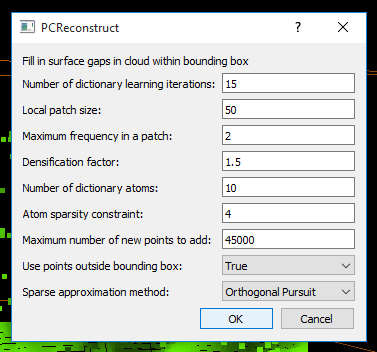 PCReconstruct
Fill in surface gaps in cloud within bounding box
Number of dictionary learning iterations: 15
Local patch size: 50
Maximum frequency in a patch: 2
Densification factor: 1.5
Number of dictionary atoms: 10
Atom sparsity constraint: 4
Maximum number of new points to add: 45000
Use points outside bounding box: True
Sparse approximation method: Orthogonal Pursuit
OK Cancel